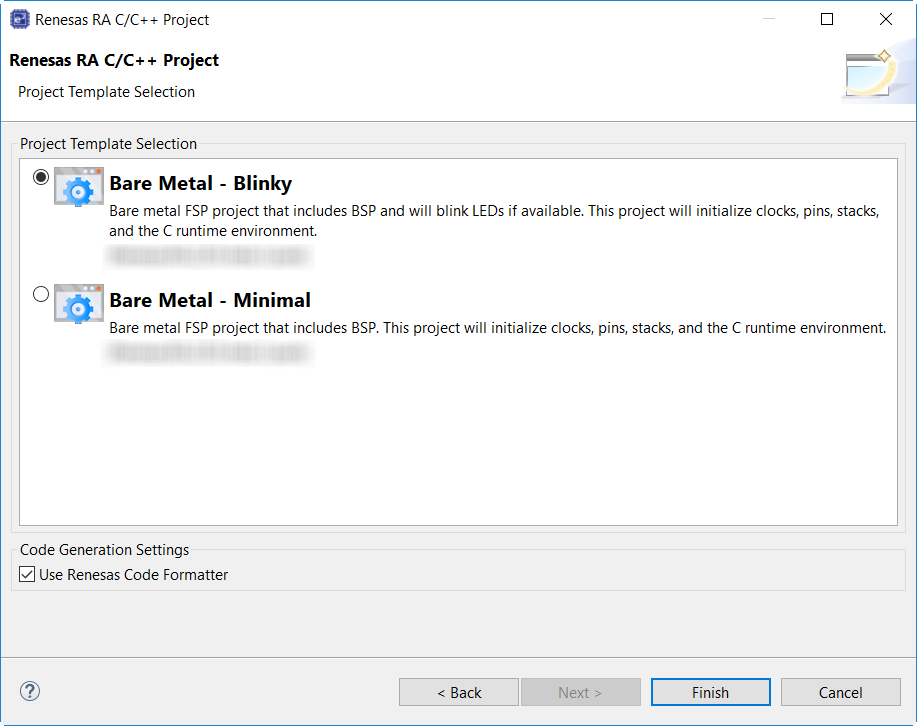 Renesas RA C/C++ Project
Renesas RA C/C++ Project
Project Template Selection
Project Template Selection
Bare Metal - Blinky
Bare metal FSP project that includes BSP and will blink LEDs if available. This project will initialize clocks, pins, stacks,
and the C runtime environment.
Bare Metal - Minimal
Bare metal FSP project that includes BSP. This project will initialize clocks, pins, stacks, and the C runtime environment.
Code Generation Settings
Use Renesas Code Formatter
?
< Back
Next >
Finish
Cancel